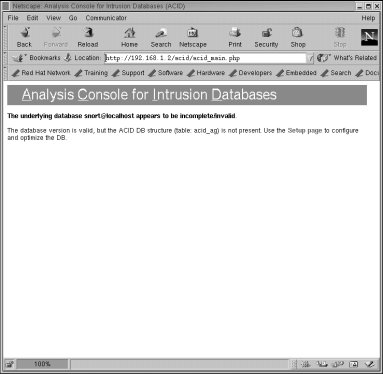 Netscape: Analysis Console for Intrusion Databases (ACID)
File Edit View Go Communicator Help
Back Forward Reload Home Search Netscape Print Security Shop Stop N
Bookmarks Location: http://192.168.1.2/acid/acid_main.php What's Related
Red Hat Network Training Support Software Hardware Developers Embedded Search Doc
Analysis Console for Intrusion Databases
The underlying database snort@localhost appears to be incomplete/invalid.
The database version is valid, but the ACID DB structure (table: acid_ag) is not present. Use the Setup page to configure
and optimize the DB.
100%